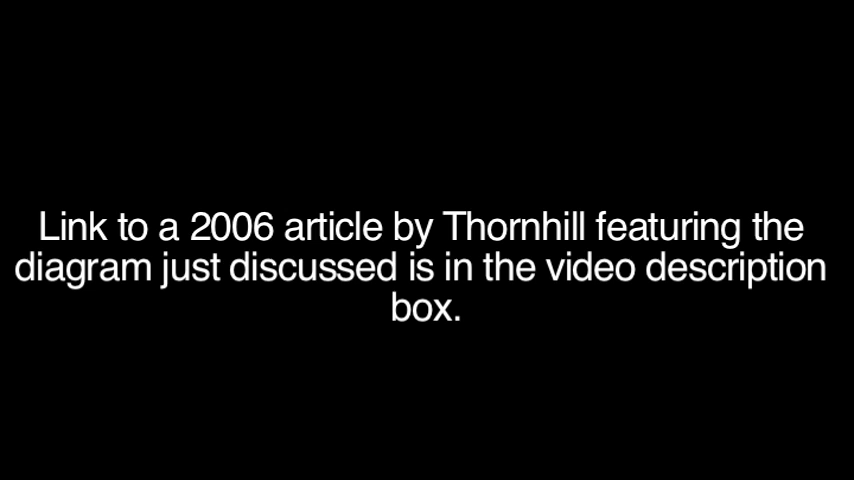 Link to a 2006 article by Thornhill featuring the
diagram just discussed is in the video description
box.